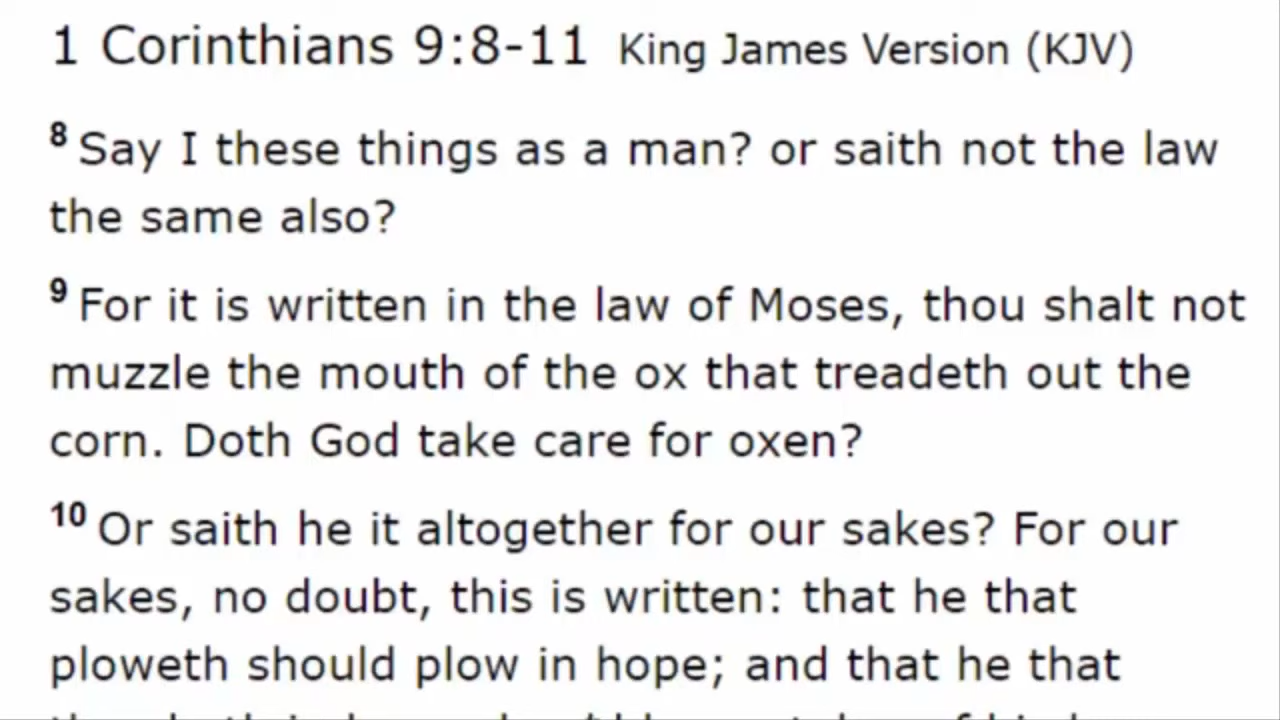 1 Corinthians 9:8-11 King James Version (KJV)
8 Say I these things as a man? or saith not the law
the same also?
9 For it is written in the law of Moses, thou shalt not
muzzle the mouth of the ox that treadeth out the
corn. Doth God take care for oxen?
10 Or saith he it altogether for our sakes? For our
sakes, no doubt, this is written: that he that
ploweth should plow in hope; and that he that